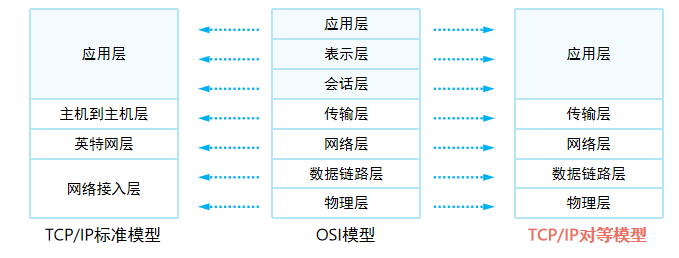 应用层
主机到主机层
英特网层
网络接入层
TCP/IP标准模型
应用层
表示层
会话层
传输层
网络层
数据链路层
物理层
OSI模型
应用层
传输层
网络层
数据链路层
物理层
TCP/IP对等模型